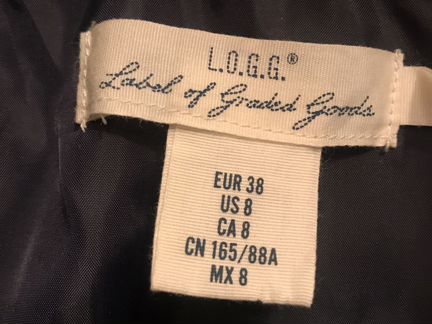 L.O.G.G.®
Label of Graded Goods
EUR 38
US 8
CA 8
CN 165/88A
MX 8